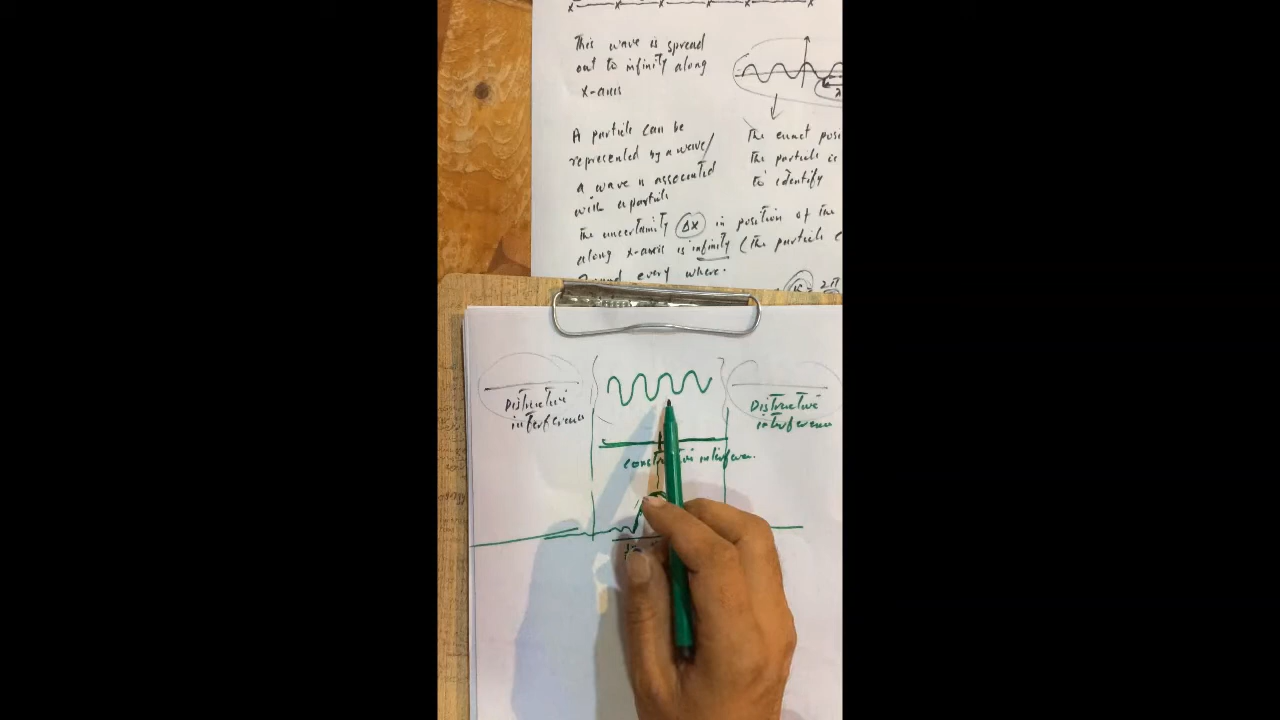 This wave is spread
out to infinity along
x-axis
A particle can be
represented by a wave/
a wave is associated
with a particle
The exact posi
the particle is
to identify
the uncertainity Δx in position of the
along x-axis is infinity (the particle
found every where.
Distructive
interference
Distructive
interference
constructive interferen.